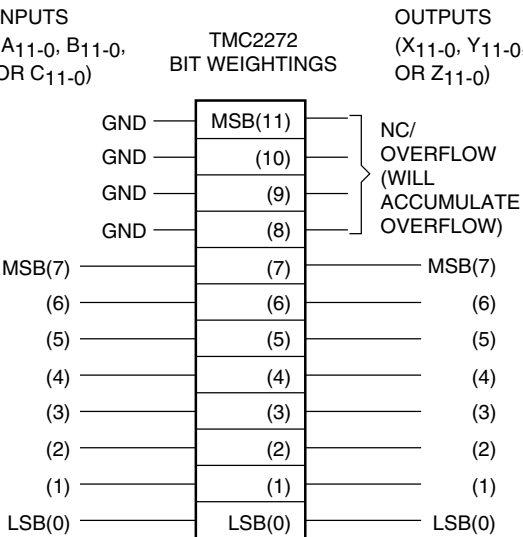 NPUTS
A11-0, B11-0,
OR C11-0)
TMC2272
BIT WEIGHTINGS
OUTPUTS
(X11-0, Y11-0,
OR Z11-0)
GND MSB(11)
GND (10)
GND (9)
GND (8)
NC/
OVERFLOW
(WILL
ACCUMULATE
OVERFLOW)
MSB(7) (7) MSB(7)
(6) (6) (6)
(5) (5) (5)
(4) (4) (4)
(3) (3) (3)
(2) (2) (2)
(1) (1) (1)
LSB(0) LSB(0) LSB(0)